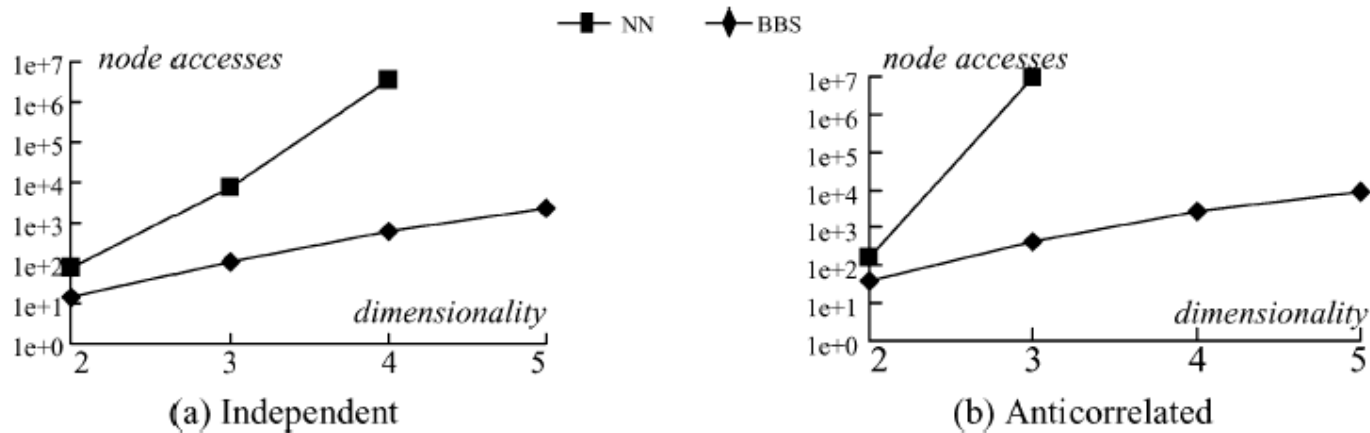 NN BBS
node accesses
1e+7
1e+6
1e+5
1e+4
1e+3
1e+2
1e+1
1e+0
dimensionality
2 3 4 5
(a) Independent
node accesses
1e+7
1e+6
1e+5
1e+4
1e+3
1e+2
1e+1
1e+0
dimensionality
2 3 4 5
(b) Anticorrelated